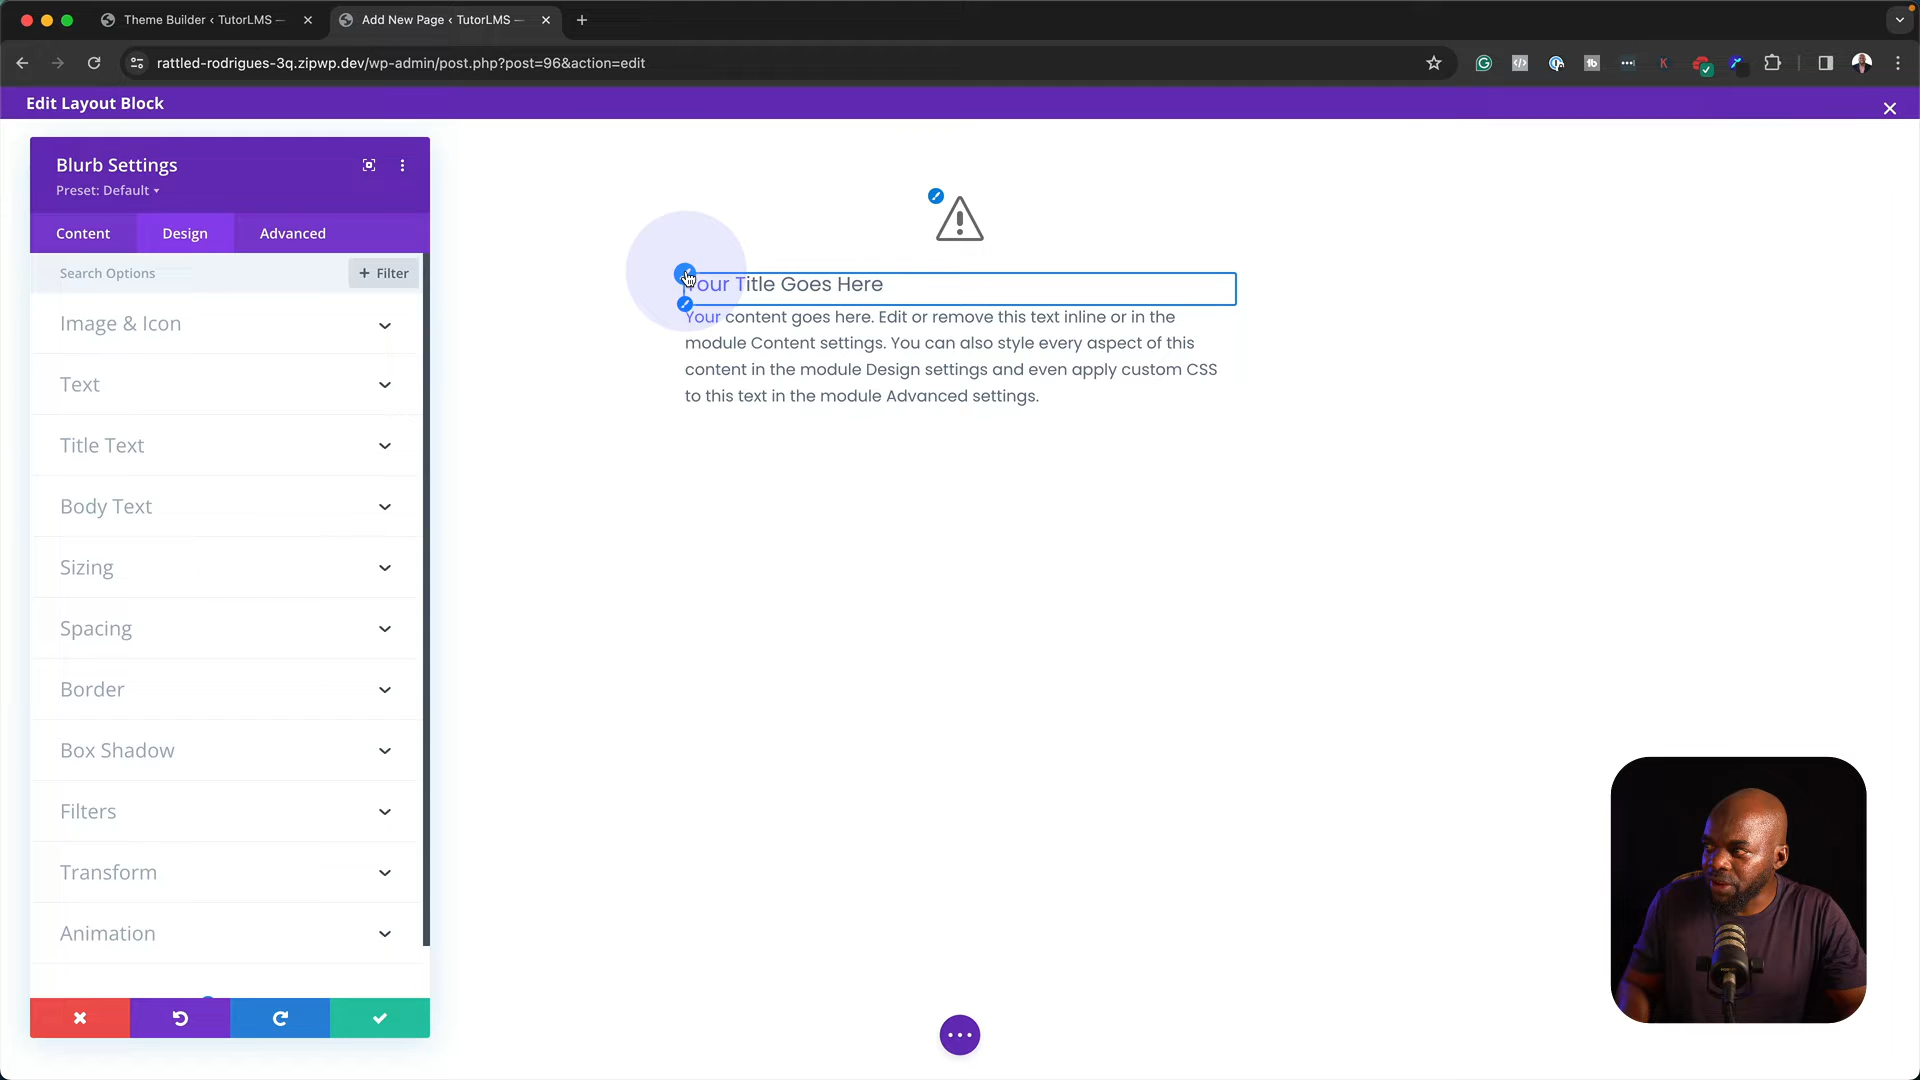 Theme Builder ‹ TutorLMS —
Add New Page ‹ TutorLMS —
rattled-rodrigues-3q.zipwp.dev/wp-admin/post.php?post=96&action=edit
Edit Layout Block
Blurb Settings
Preset: Default
Content
Design
Advanced
Search Options
+ Filter
Image & Icon
Text
Title Text
Body Text
Sizing
Spacing
Border
Box Shadow
Filters
Transform
Animation
Your Title Goes Here
Your content goes here. Edit or remove this text inline or in the
module Content settings. You can also style every aspect of this
content in the module Design settings and even apply custom CSS
to this text in the module Advanced settings.